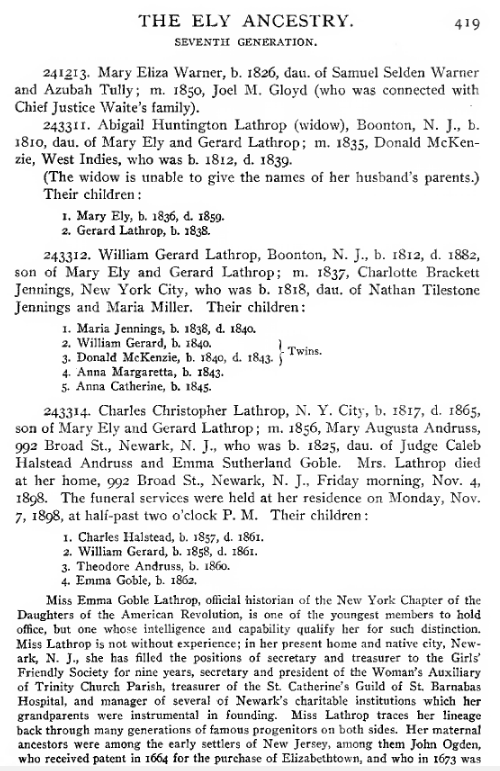 THE ELY ANCESTRY. 419
SEVENTH GENERATION.
241213. Mary Eliza Warner, b. 1826, dau. of Samuel Selden Warner
and Azubah Tully; m. 1850, Joel M. Gloyd (who was connected with
Chief Justice Waite's family).
243311. Abigail Huntington Lathrop (widow), Boonton, N. J., b.
1810, dau. of Mary Ely and Gerard Lathrop; m. 1835, Donald McKen-
zie, West Indies, who was b. 1812, d. 1839.
(The widow is unable to give the names of her husband's parents.)
Their children:
1. Mary Ely, b. 1836, d. 1859.
2. Gerard Lathrop, b. 1838.
243312. William Gerard Lathrop, Boonton, N. J., b. 1812, d. 1882,
son of Mary Ely and Gerard Lathrop; m. 1837, Charlotte Brackett
Jennings, New York City, who was b. 1818, dau. of Nathan Tilestone
Jennings and Maria Miller. Their children:
1. Maria Jennings, b. 1838, d. 1840.
2. William Gerard, b. 1840.
3. Donald McKenzie, b. 1840, d. 1843. } Twins.
4. Anna Margaretta, b. 1843.
5. Anna Catherine, b. 1845.
243314. Charles Christopher Lathrop, N. Y. City, b. 1817, d. 1865,
son of Mary Ely and Gerard Lathrop; m. 1856, Mary Augusta Andruss,
992 Broad St., Newark, N. J., who was b. 1825, dau. of Judge Caleb
Halstead Andruss and Emma Sutherland Goble. Mrs. Lathrop died
at her home, 992 Broad St., Newark, N. J., Friday morning, Nov. 4,
1898. The funeral services were held at her residence on Monday, Nov.
7, 1898, at half-past two o'clock P. M. Their children:
1. Charles Halstead, b. 1857, d. 1861.
2. William Gerard, b. 1858, d. 1861.
3. Theodore Andruss, b. 1860.
4. Emma Goble, b. 1862.
Miss Emma Goble Lathrop, official historian of the New York Chapter of the
Daughters of the American Revolution, is one of the youngest members to hold
office, but one whose intelligence and capability qualify her for such distinction.
Miss Lathrop is not without experience; in her present home and native city, New-
ark, N. J., she has filled the positions of secretary and treasurer to the Girls'
Friendly Society for nine years, secretary and president of the Woman's Auxiliary
of Trinity Church Parish, treasurer of the St. Catherine's Guild of St. Barnabas
Hospital, and manager of several of Newark's charitable institutions which her
grandparents were instrumental in founding. Miss Lathrop traces her lineage
back through many generations of famous progenitors on both sides. Her maternal
ancestors were among the early settlers of New Jersey, among them John Ogden,
who received patent in 1664 for the purchase of Elizabethtown, and who in 1673 was